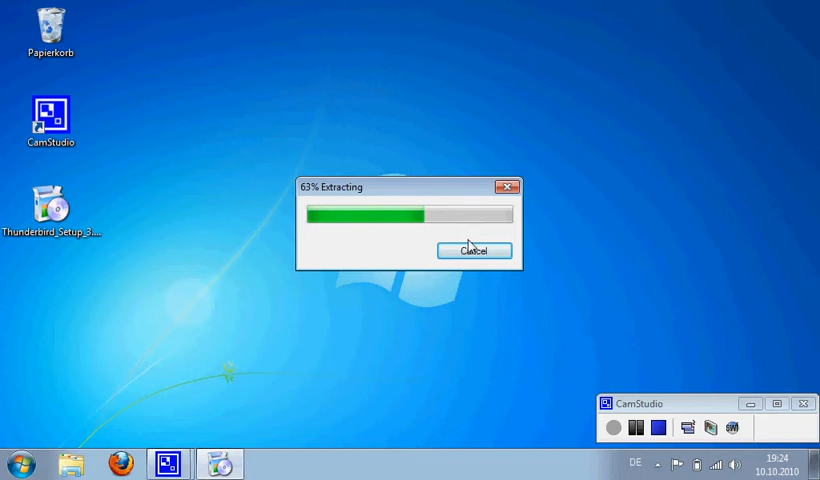 Papierkorb
CamStudio
Thunderbird_Setup_3....
63% Extracting
Cancel
CamStudio
DE
19:24
10.10.2010